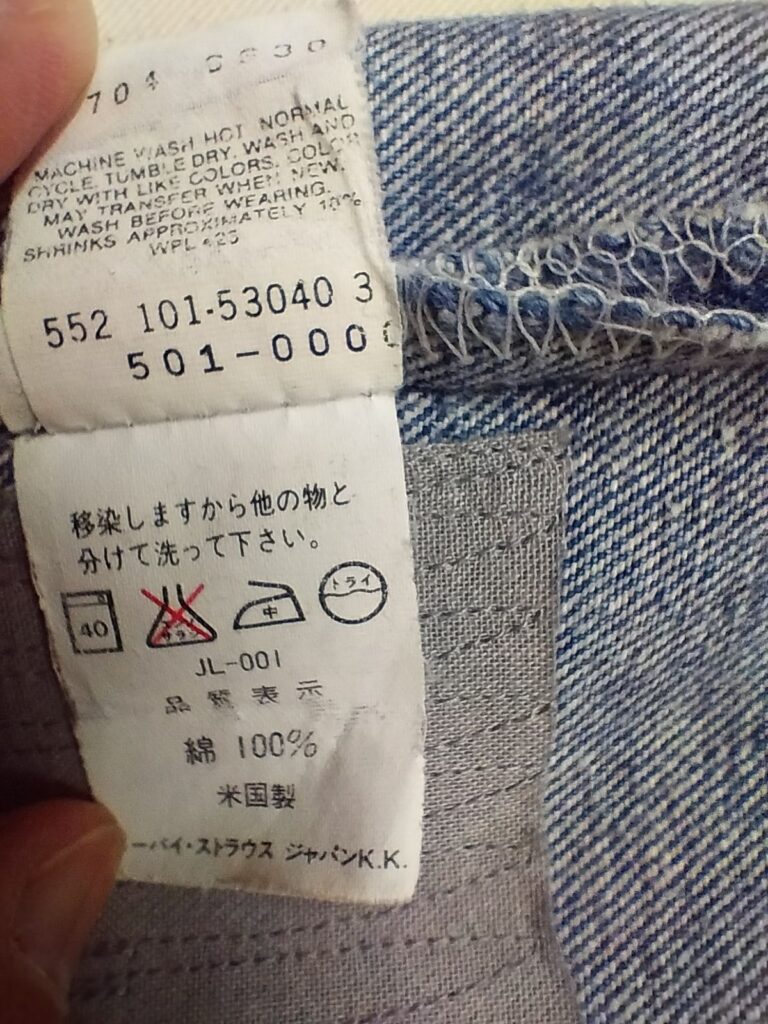 704 0930
MACHINE WASH HOT, NORMAL
CYCLE, TUMBLE DRY. WASH AND
DRY WITH LIKE COLORS. COLOR
MAY TRANSFER WHEN NEW.
WASH BEFORE WEARING.
SHRINKS APPROXIMATELY 10%
WPL 423
552 101-53040 3
501-0000
移染しますから他の物と
分けて洗って下さい。
40 中 トライ
JL-001
品質表示
綿 100%
米国製
ーバイ・ストラウス ジャパンK.K.